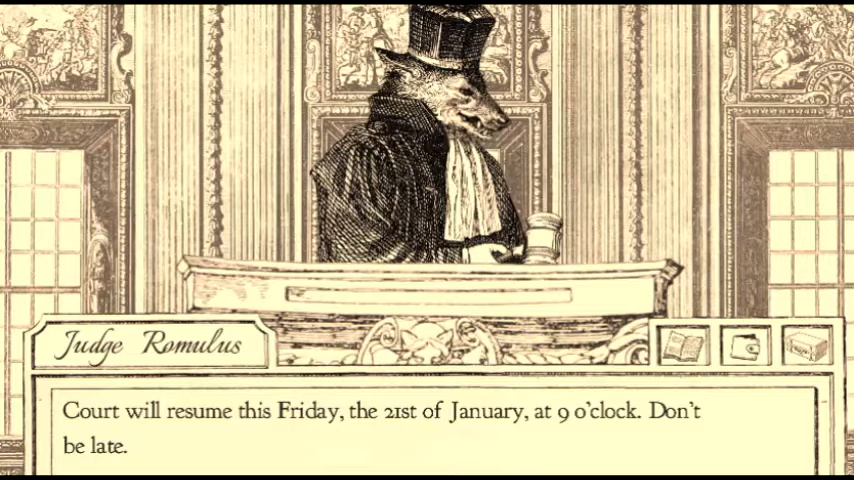 Judge Romulus
Court will resume this Friday, the 21st of January, at 9 o'clock. Don't
be late.